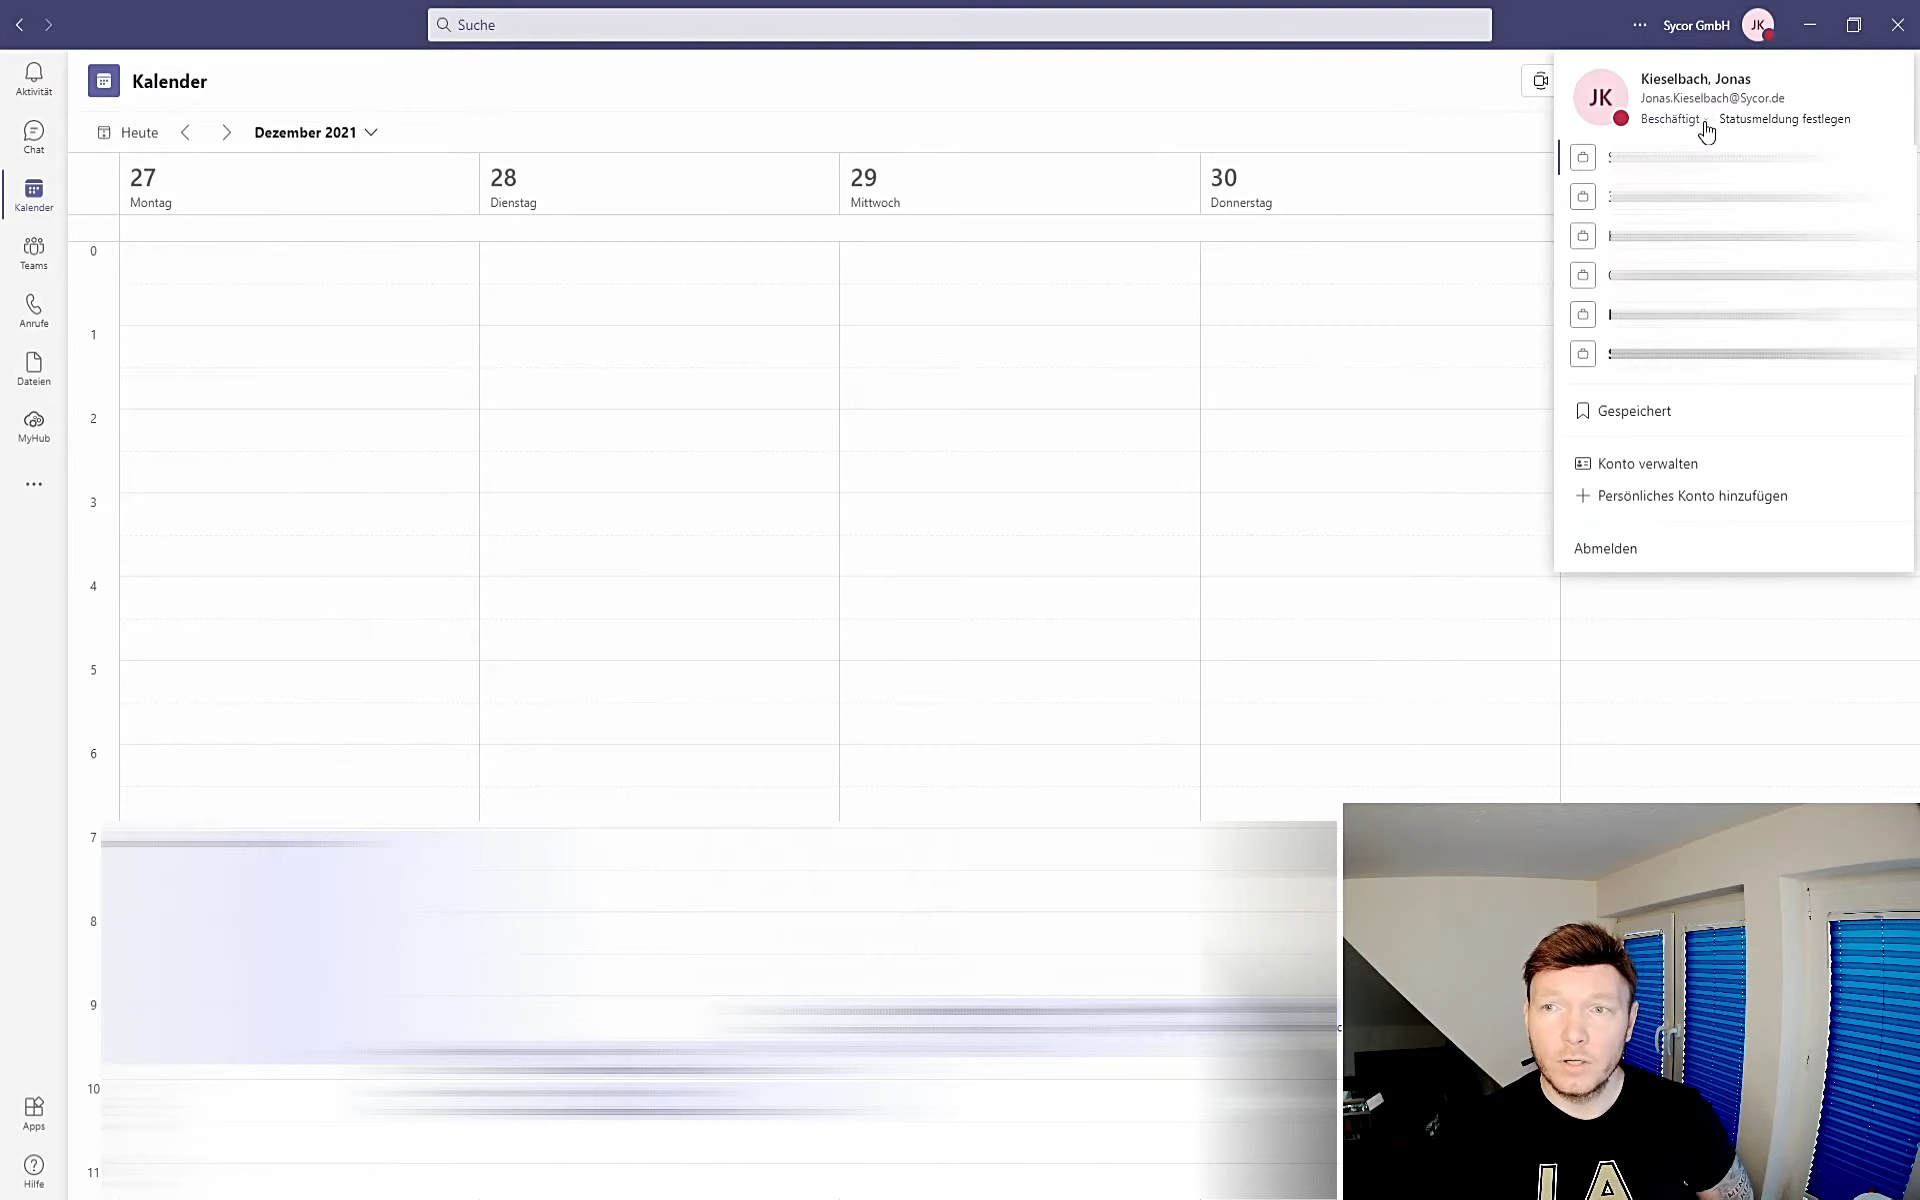 Suche
Sycor GmbH
JK
Aktivität
Chat
Kalender
Teams
Anrufe
Dateien
MyHub
Apps
Hilfe
Kalender
Heute
Dezember 2021
27
Montag
28
Dienstag
29
Mittwoch
30
Donnerstag
0
1
2
3
4
5
6
7
8
9
10
11
JK
Kieselbach, Jonas
Jonas.Kieselbach@Sycor.de
Beschäftigt
Statusmeldung festlegen
Gespeichert
Konto verwalten
Persönliches Konto hinzufügen
Abmelden
LA